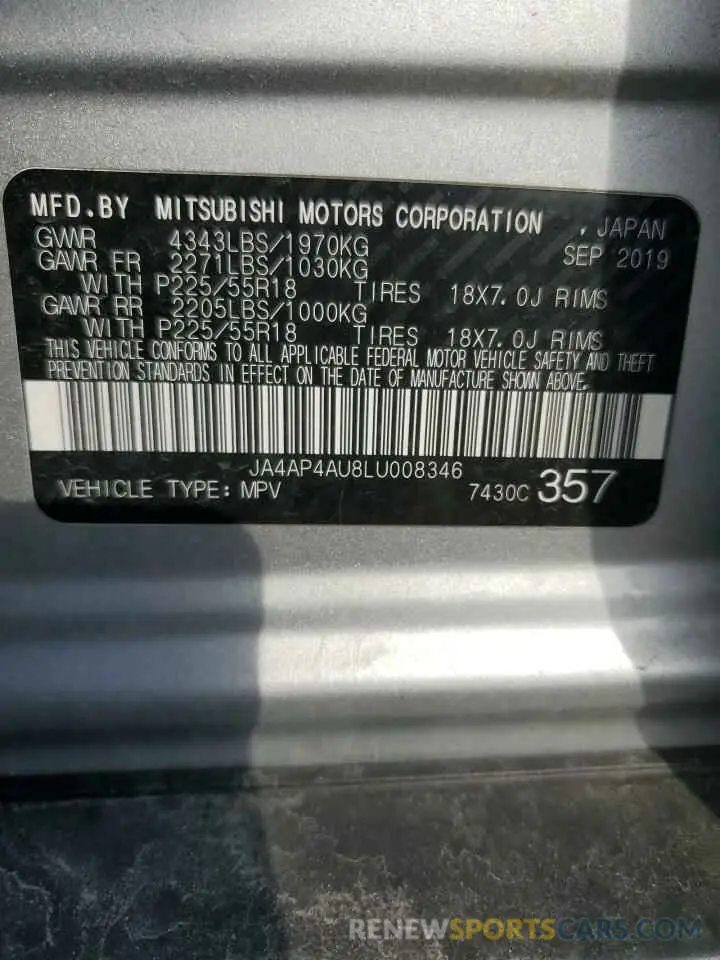 MFD.BY MITSUBISHI MOTORS CORPORATION , JAPAN
GVWR 4343LBS/1970KG SEP 2019
GAWR FR 2271LBS/1030KG
WITH P225/55R18 TIRES 18X7.0J RIMS
GAWR RR 2205LBS/1000KG
WITH P225/55R18 TIRES 18X7.0J RIMS
THIS VEHICLE CONFORMS TO ALL APPLICABLE FEDERAL MOTOR VEHICLE SAFETY AND THEFT
PREVENTION STANDARDS IN EFFECT ON THE DATE OF MANUFACTURE SHOWN ABOVE.
JA4AP4AU8LU008346
VEHICLE TYPE: MPV 7430C 357
RENEWSPORTSCARS.COM